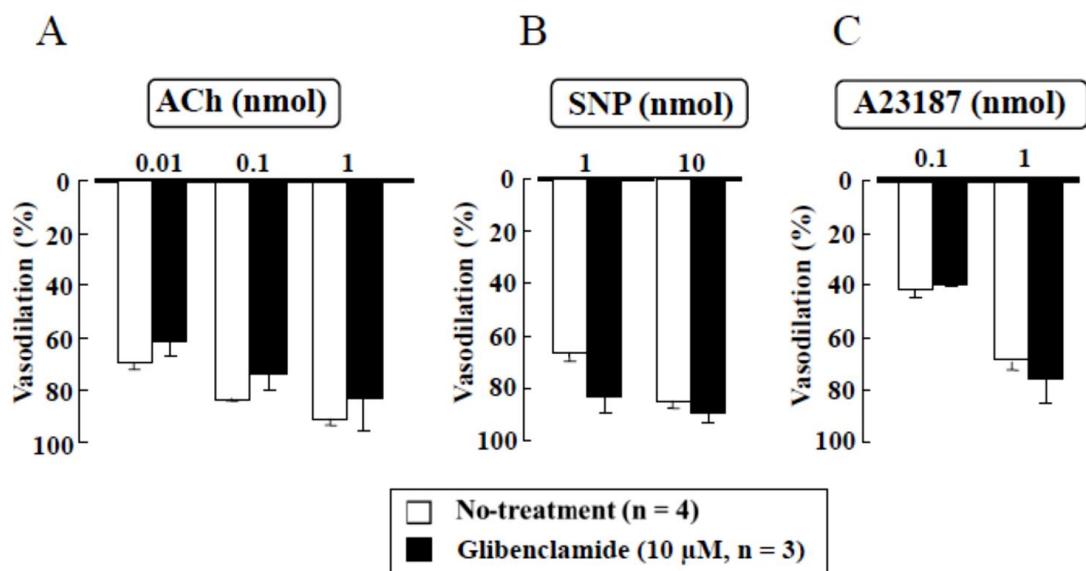 A
B
C
ACh (nmol)
SNP (nmol)
A23187 (nmol)
0.01 0.1 1
1 10
0.1 1
0
20
40
60
80
100
Vasodilation (%)
0
20
40
60
80
100
Vasodilation (%)
0
20
40
60
80
100
Vasodilation (%)
No-treatment (n = 4)
Glibenclamide (10 μM, n = 3)